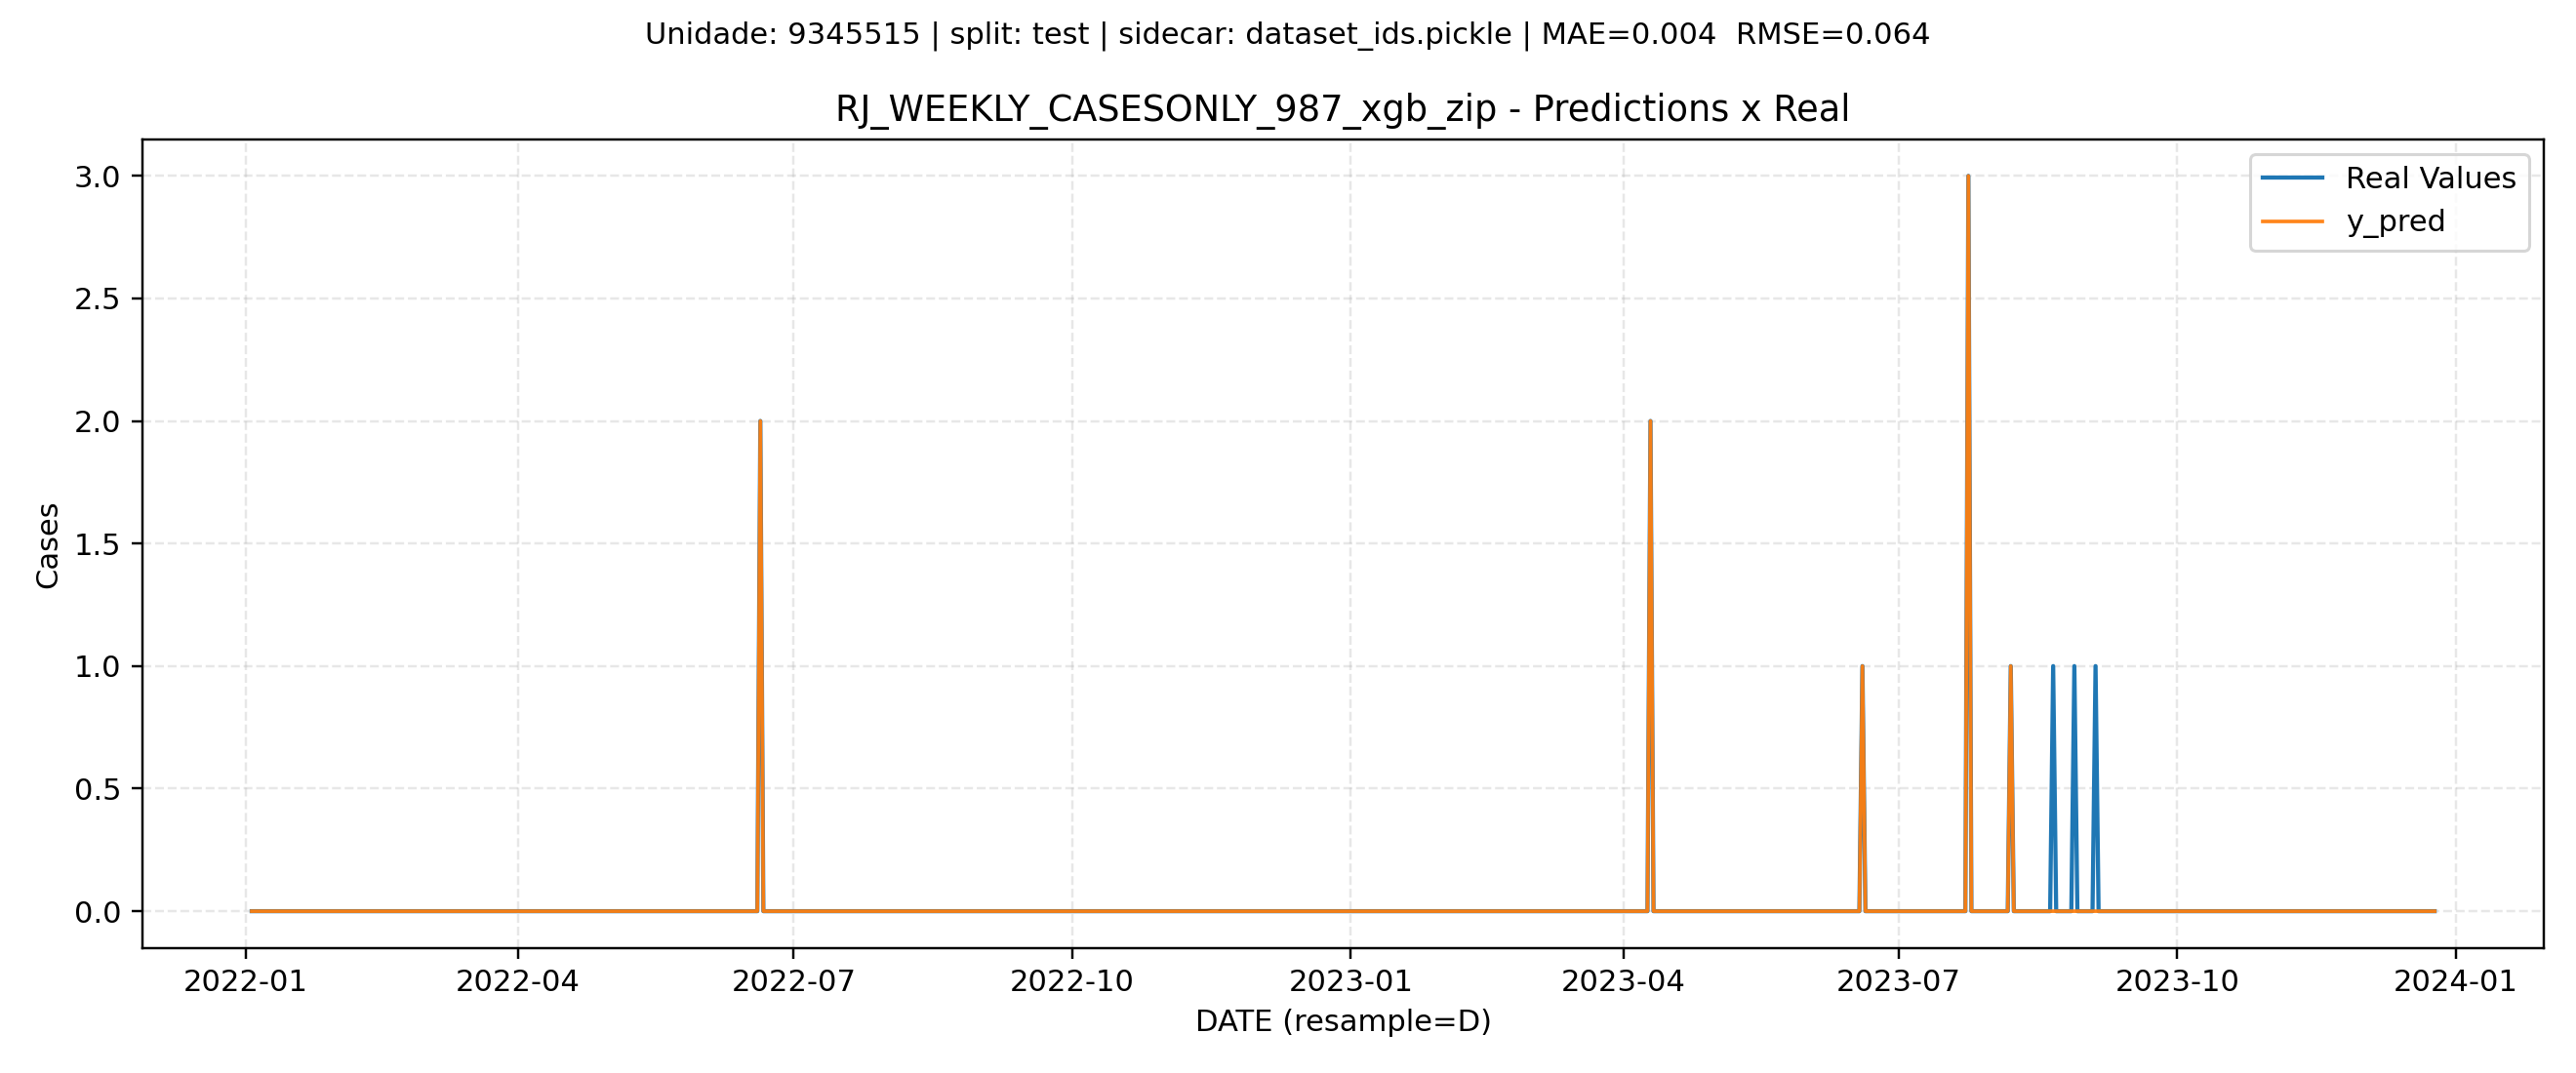 Unidade: 9345515 | split: test | sidecar: dataset_ids.pickle | MAE=0.004  RMSE=0.064
RJ_WEEKLY_CASESONLY_987_xgb_zip - Predictions x Real
Real Values
y_pred
Cases
3.0
2.5
2.0
1.5
1.0
0.5
0.0
2022-01
2022-04
2022-07
2022-10
2023-01
2023-04
2023-07
2023-10
2024-01
DATE (resample=D)